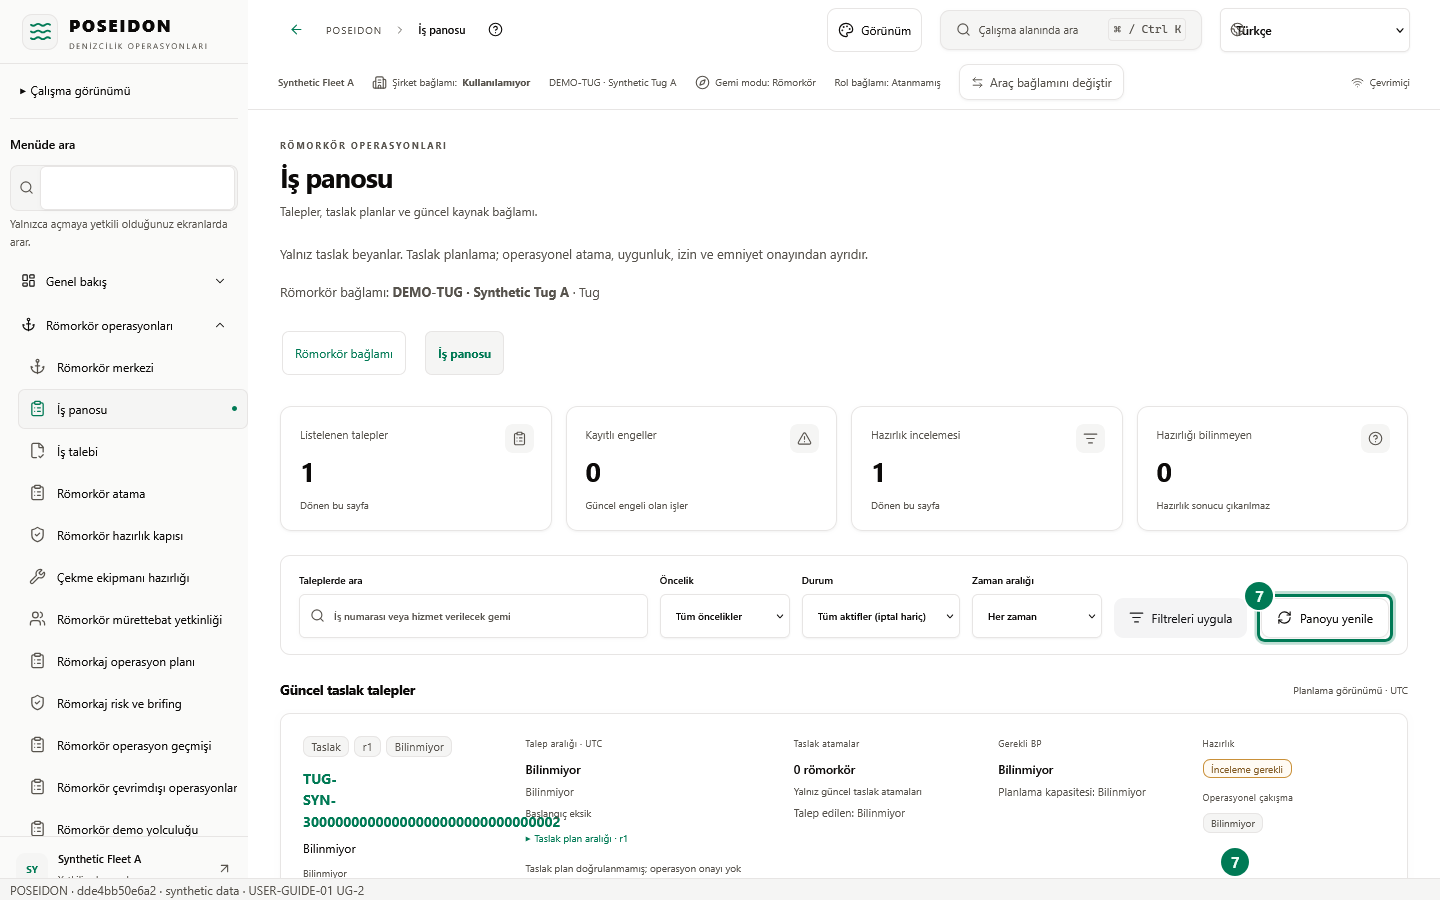 POSEIDON
DENİZCİLİK OPERASYONLARI
▸ Çalışma görünümü
Menüde ara
Yalnızca açmaya yetkili olduğunuz ekranlarda
arar.
Genel bakış
Römorkör operasyonları
Römorkör merkezi
İş panosu
İş talebi
Römorkör atama
Römorkör hazırlık kapısı
Çekme ekipmanı hazırlığı
Römorkör mürettebat yetkinliği
Römorkaj operasyon planı
Römorkaj risk ve brifing
Römorkör operasyon geçmişi
Römorkör çevrimdışı operasyonlar
Römorkör demo yolculuğu
SY
Synthetic Fleet A
POSEIDON
İş panosu
Görünüm
Çalışma alanında ara
⌘ / Ctrl K
Türkçe
Synthetic Fleet A
Şirket bağlamı: Kullanılamıyor
DEMO-TUG · Synthetic Tug A
Gemi modu: Römorkör
Rol bağlamı: Atanmamış
Araç bağlamını değiştir
Çevrimiçi
RÖMORKÖR OPERASYONLARI
İş panosu
Talepler, taslak planlar ve güncel kaynak bağlamı.
Yalnız taslak beyanlar. Taslak planlama; operasyonel atama, uygunluk, izin ve emniyet onayından ayrıdır.
Römorkör bağlamı: DEMO-TUG · Synthetic Tug A · Tug
Römorkör bağlamı
İş panosu
Listelenen talepler
1
Dönen bu sayfa
Kayıtlı engeller
0
Güncel engeli olan işler
Hazırlık incelemesi
1
Dönen bu sayfa
Hazırlığı bilinmeyen
0
Hazırlık sonucu çıkarılmaz
Taleplerde ara
İş numarası veya hizmet verilecek gemi
Öncelik
Tüm öncelikler
Durum
Tüm aktifler (iptal hariç)
Zaman aralığı
Her zaman
Filtreleri uygula
7
Panoyu yenile
Güncel taslak talepler
Planlama görünümü · UTC
Taslak
r1
Bilinmiyor
TUG-
SYN-
30000000000000000000000000000002
Bilinmiyor
Bilinmiyor
Talep aralığı · UTC
Bilinmiyor
Bilinmiyor
Başlangıç eksik
▸ Taslak plan aralığı · r1
Taslak plan doğrulanmamış; operasyon onayı yok
Taslak atamalar
0 römorkör
Yalnız güncel taslak atamaları
Talep edilen: Bilinmiyor
Gerekli BP
Bilinmiyor
Planlama kapasitesi: Bilinmiyor
Hazırlık
İnceleme gerekli
Operasyonel çakışma
Bilinmiyor
7
POSEIDON · dde4bb50e6a2 · synthetic data · USER-GUIDE-01 UG-2